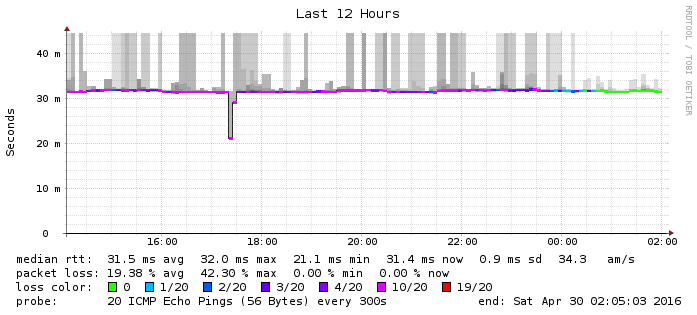 Last 12 Hours
RRDTOOL / TOBI OETIKER
Seconds
40 m
30 m
20 m
10 m
0
16:00 18:00 20:00 22:00 00:00 02:00
median rtt: 31.5 ms avg 32.0 ms max 21.1 ms min 31.4 ms now 0.9 ms sd 34.3 am/s
packet loss: 19.38 % avg 42.30 % max 0.00 % min 0.00 % now
loss color: 0 1/20 2/20 3/20 4/20 10/20 19/20
probe: 20 ICMP Echo Pings (56 Bytes) every 300s end: Sat Apr 30 02:05:03 2016